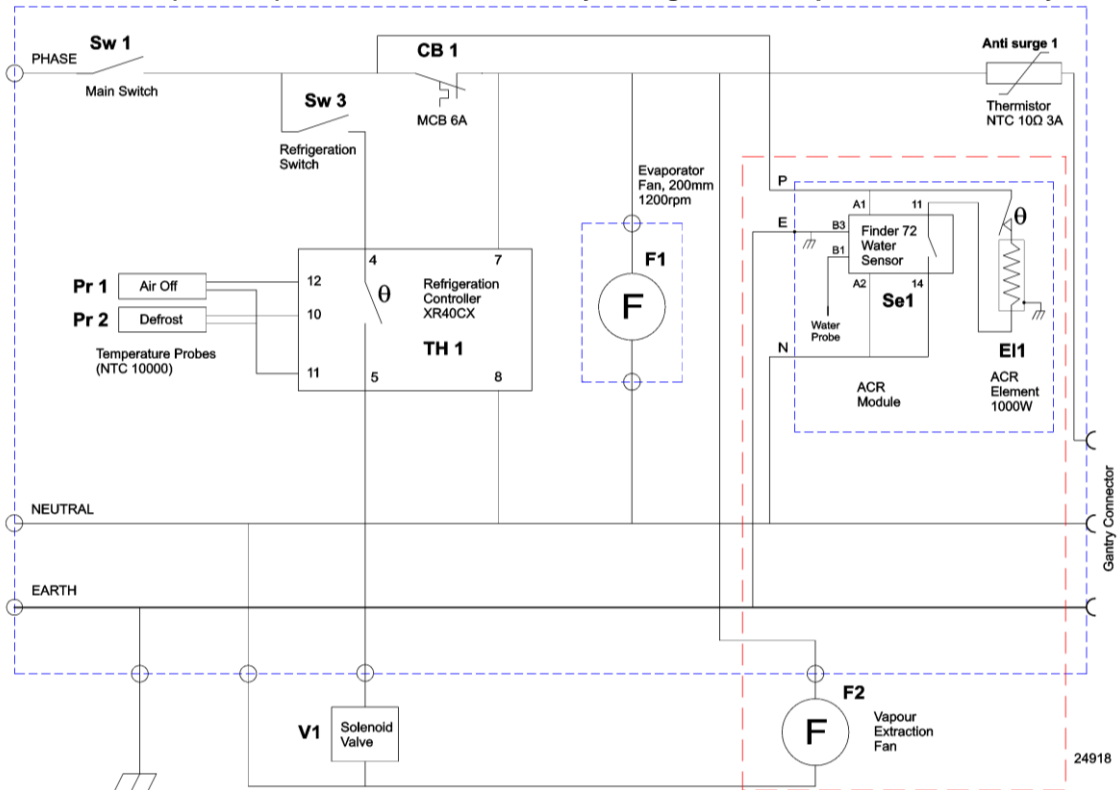 Sw 1
PHASE
Main Switch
CB 1
MCB 6A
Sw 3
Refrigeration
Switch
Anti surge 1
Thermistor
NTC 10Ω 3A
Evaporator
Fan, 200mm
1200rpm
F1
F
Pr 1
Air Off
Pr 2
Defrost
Temperature Probes
(NTC 10000)
12
10
11
4
7
θ
Refrigeration
Controller
XR40CX
TH 1
5
8
P
E
N
A1
11
B3
B1
Finder 72
Water
Sensor
A2
14
Se1
Water
Probe
θ
El1
ACR
Element
1000W
ACR
Module
NEUTRAL
EARTH
Gantry Connector
V1
Solenoid
Valve
F2
F
Vapour
Extraction
Fan
24918